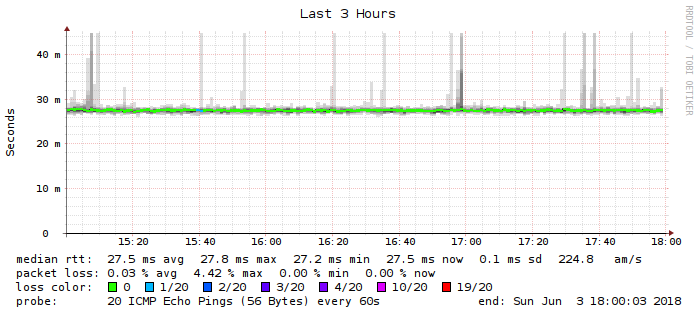 Last 3 Hours
RRDTOOL / TOBI OETIKER
Seconds
40 m
30 m
20 m
10 m
0
15:20 15:40 16:00 16:20 16:40 17:00 17:20 17:40 18:00
median rtt: 27.5 ms avg 27.8 ms max 27.2 ms min 27.5 ms now 0.1 ms sd 224.8 am/s
packet loss: 0.03 % avg 4.42 % max 0.00 % min 0.00 % now
loss color: 0 1/20 2/20 3/20 4/20 10/20 19/20
probe: 20 ICMP Echo Pings (56 Bytes) every 60s end: Sun Jun 3 18:00:03 2018